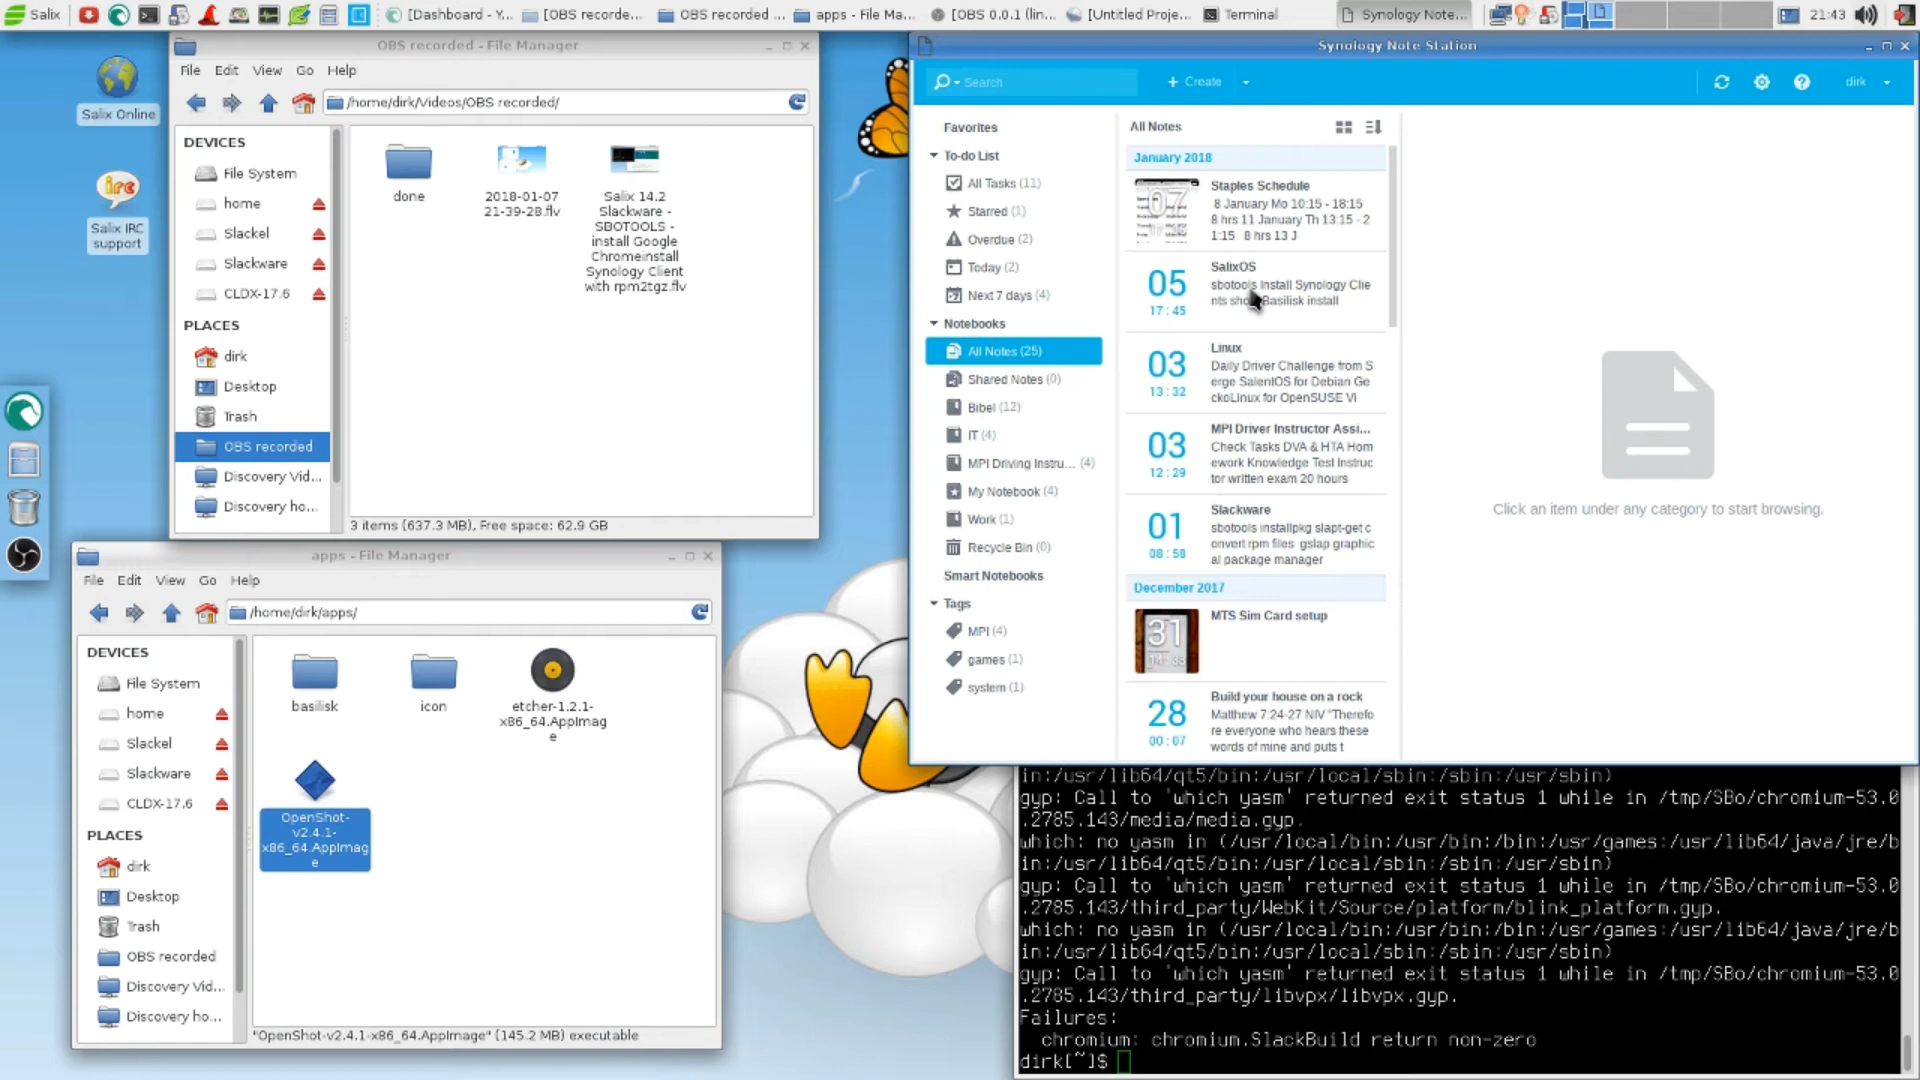 Salix
[Dashboard - Y...
[OBS recorde...
OBS recorded ...
apps - File Ma...
[OBS 0.0.1 (lin...
[Untitled Proje...
Terminal
Synology Note...
21:43
Salix Online
irc
Salix IRC
support
OBS recorded - File Manager
File Edit View Go Help
/home/dirk/Videos/OBS recorded/
DEVICES
File System
home
Slackel
Slackware
CLDX-17.6
PLACES
dirk
Desktop
Trash
OBS recorded
Discovery Vid...
Discovery ho...
done
2018-01-07
21-39-28.flv
Salix 14.2
Slackware -
SBOTOOLS -
install Google
Chromeinstall
Synology Client
with rpm2tgz.flv
3 items (637.3 MB), Free space: 62.9 GB
apps - File Manager
File Edit View Go Help
/home/dirk/apps/
DEVICES
File System
home
Slackel
Slackware
CLDX-17.6
PLACES
dirk
Desktop
Trash
OBS recorded
Discovery Vid...
Discovery ho...
basilisk
icon
etcher-1.2.1-
x86_64.AppImag
e
OpenShot-
v2.4.1-
x86_64.AppImag
e
"OpenShot-v2.4.1-x86_64.AppImage" (145.2 MB) executable
Synology Note Station
Search
+ Create
dirk
Favorites
To-do List
All Tasks (11)
Starred (1)
Overdue (2)
Today (2)
Next 7 days (4)
Notebooks
All Notes (25)
Shared Notes (0)
Bibel (12)
IT (4)
MPI Driving Instru... (4)
My Notebook (4)
Work (1)
Recycle Bin (0)
Smart Notebooks
Tags
MPI (4)
games (1)
system (1)
All Notes
January 2018
07
Staples Schedule
8 January Mo 10:15 - 18:15
8 hrs 11 January Th 13:15 - 2
1:15 8 hrs 13 J
05
17:45
SalixOS
sbotools Install Synology Clie
nts Basilisk install
03
13:32
Linux
Daily Driver Challenge from S
erge SalentOS for Debian Ge
ckoLinux for OpenSUSE Vi
03
12:29
MPI Driver Instructor Assi...
Check Tasks DVA & HTA Hom
ework Knowledge Test Instruc
tor written exam 20 hours
01
08:58
Slackware
sbotools installpkg slapt-get c
onvert rpm files gslap graphic
al package manager
December 2017
31
MTS Sim Card setup
28
00:07
Build your house on a rock
Matthew 7:24-27 NIV “Therefo
re everyone who hears these
words of mine and puts t
Click an item under any category to start browsing.
in:/usr/lib64/qt5/bin:/usr/local/sbin:/sbin:/usr/sbin)
gyp: Call to 'which yasm' returned exit status 1 while in /tmp/SBo/chromium-53.0
.2785.143/media/media.gyp.
which: no yasm in (/usr/local/bin:/usr/bin:/bin:/usr/games:/usr/lib64/java/jre/b
in:/usr/lib64/qt5/bin:/usr/local/sbin:/sbin:/usr/sbin)
gyp: Call to 'which yasm' returned exit status 1 while in /tmp/SBo/chromium-53.0
.2785.143/third_party/WebKit/Source/platform/blink_platform.gyp.
which: no yasm in (/usr/local/bin:/usr/bin:/bin:/usr/games:/usr/lib64/java/jre/b
in:/usr/lib64/qt5/bin:/usr/local/sbin:/sbin:/usr/sbin)
gyp: Call to 'which yasm' returned exit status 1 while in /tmp/SBo/chromium-53.0
.2785.143/third_party/libvpx/libvpx.gyp.
Failures:
chromium: chromium.SlackBuild return non-zero
dirk[~]$